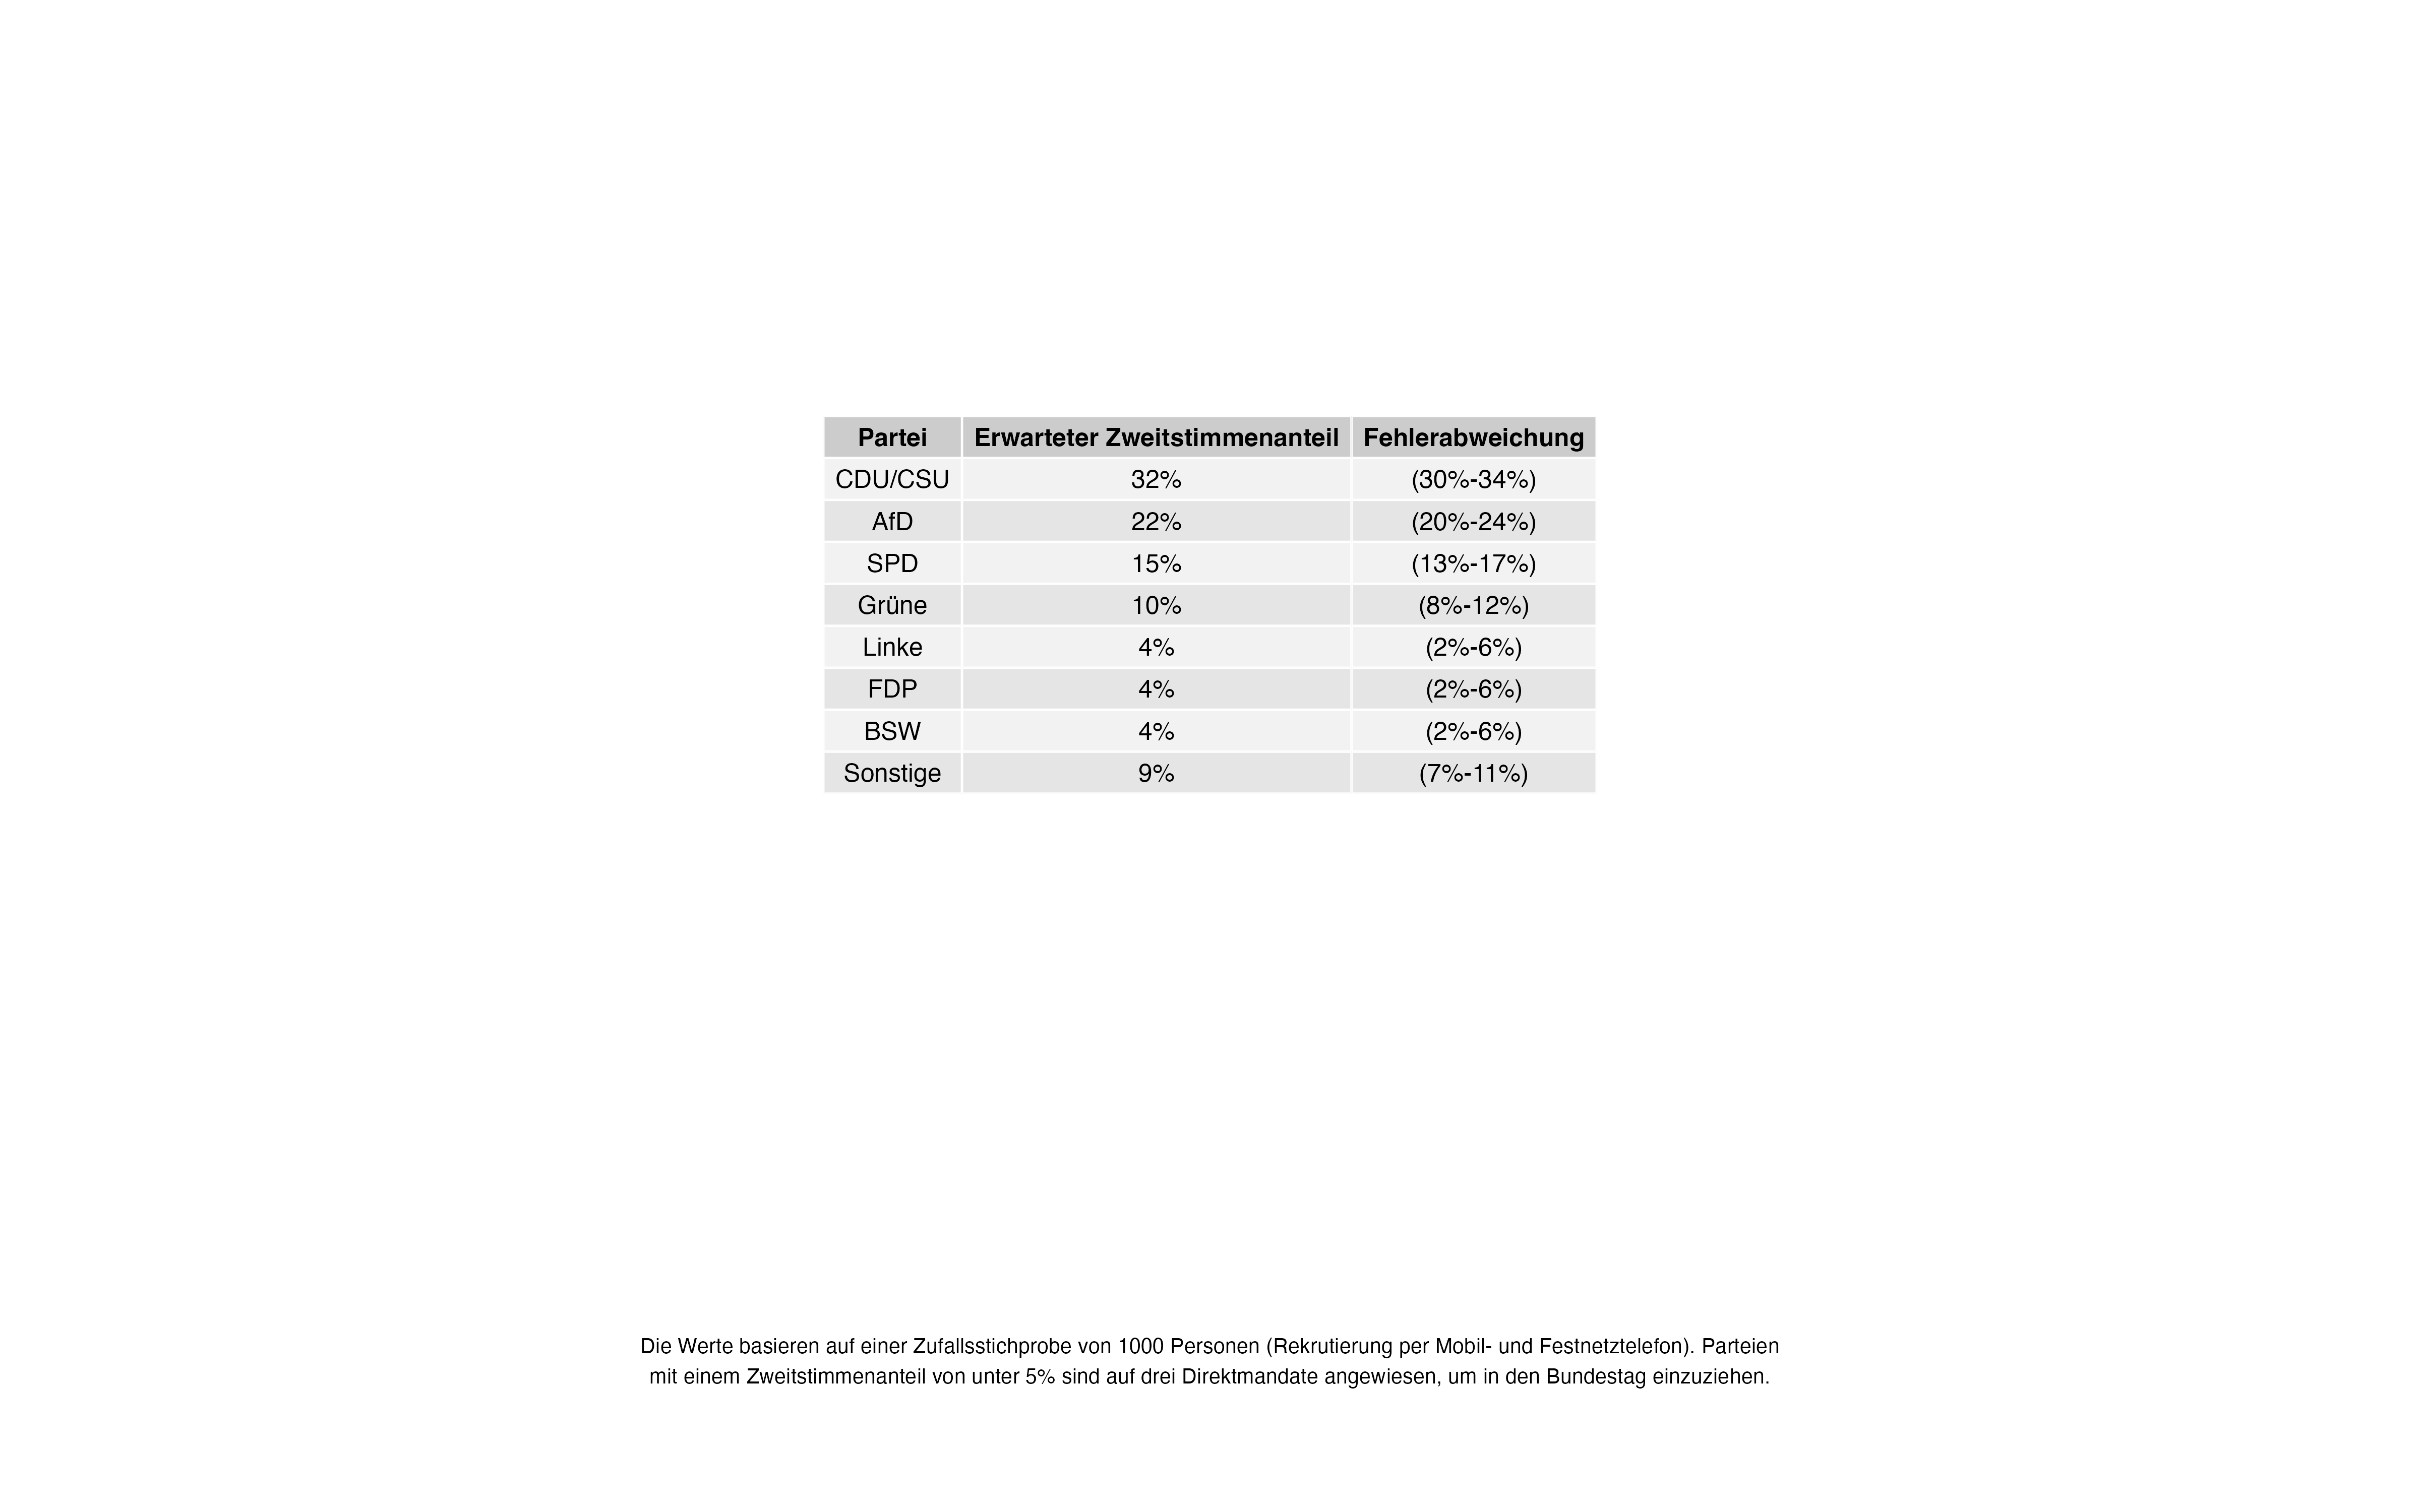 Partei Erwarteter Zweitstimmenanteil Fehlerabweichung
CDU/CSU 32% (30%-34%)
AfD 22% (20%-24%)
SPD 15% (13%-17%)
Grüne 10% (8%-12%)
Linke 4% (2%-6%)
FDP 4% (2%-6%)
BSW 4% (2%-6%)
Sonstige 9% (7%-11%)
Die Werte basieren auf einer Zufallsstichprobe von 1000 Personen (Rekrutierung per Mobil- und Festnetztelefon). Parteien
mit einem Zweitstimmenanteil von unter 5% sind auf drei Direktmandate angewiesen, um in den Bundestag einzuziehen.